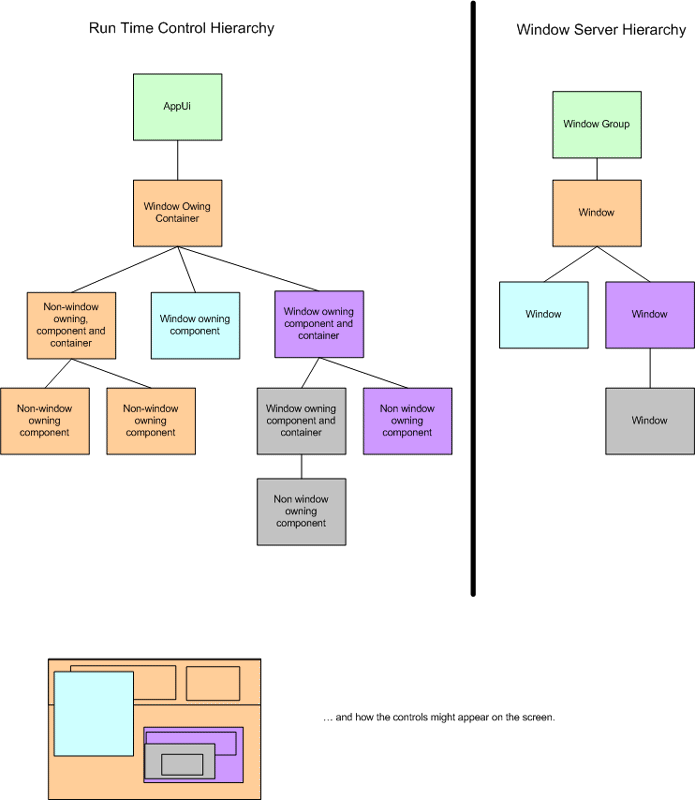 Run Time Control Hierarchy
Window Server Hierarchy
AppUi
Window Group
Window Owing
Container
Window
Non-window
owning,
component and
container
Window owning
component
Window owning
component and
container
Window
Window
Non-window
owning
component
Non-window
owning
component
Window owning
component and
container
Non window
owning
component
Window
Non window
owning
component
... and how the controls might appear on the screen.